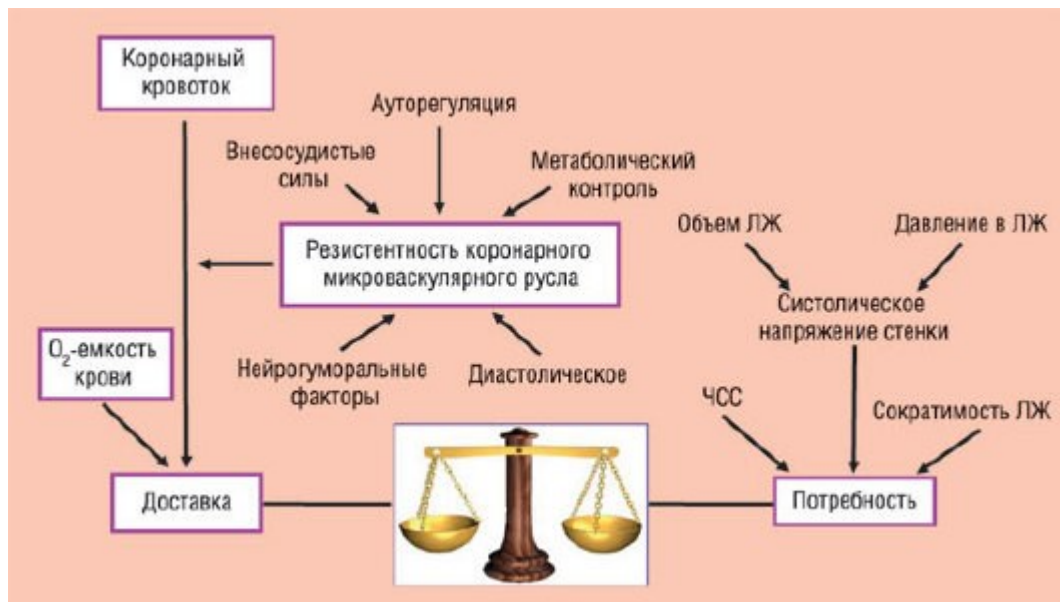 Коронарный
кровоток
Ауторегуляция
Внесосудистые
силы
Метаболический
контроль
Объем ЛЖ
Давление в ЛЖ
Резистентность коронарного
микроваскулярного русла
Систолическое
напряжение стенки
O₂-емкость
крови
Нейрогуморальные
факторы
Диастолическое
ЧСС
Сократимость ЛЖ
Доставка
Потребность